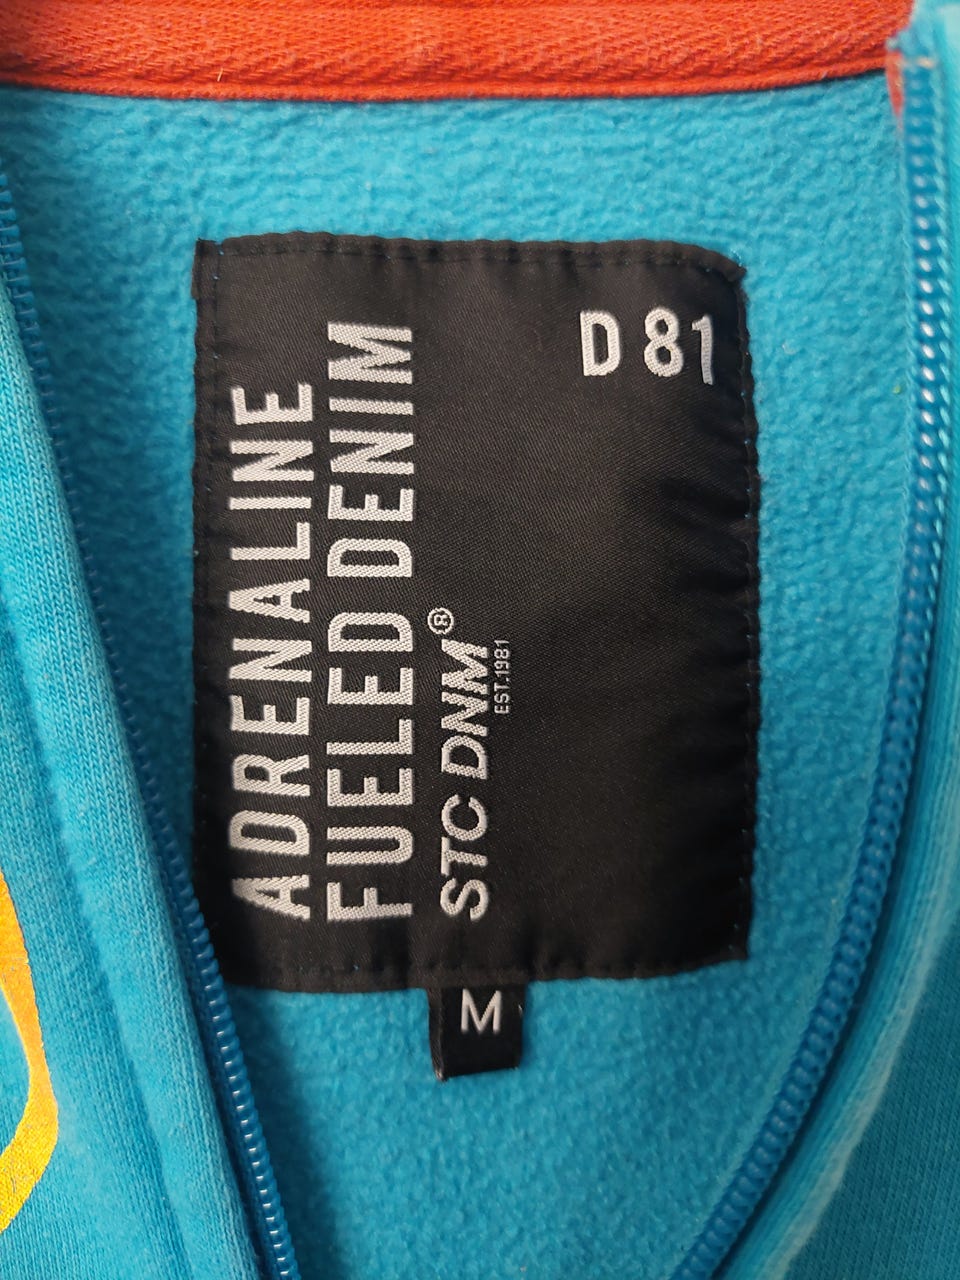 D 81
ADRENALINE
FUELED DENIM
STC DNM®
EST.1981
M